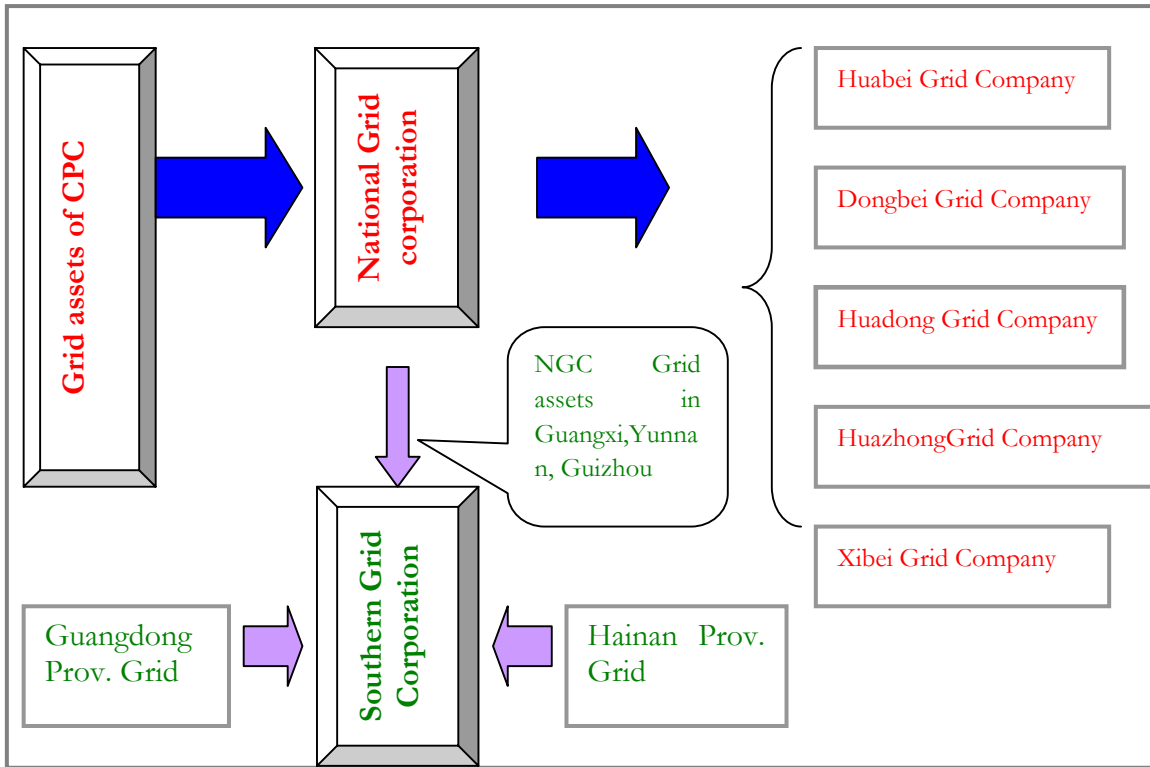 Grid assets of CPC
National Grid
corporation
Huabei Grid Company
Dongbei Grid Company
Huadong Grid Company
HuazhongGrid Company
Xibei Grid Company
NGC Grid
assets in
Guangxi,Yunna
n, Guizhou
Southern Grid
Corporation
Guangdong
Prov. Grid
Hainan Prov.
Grid